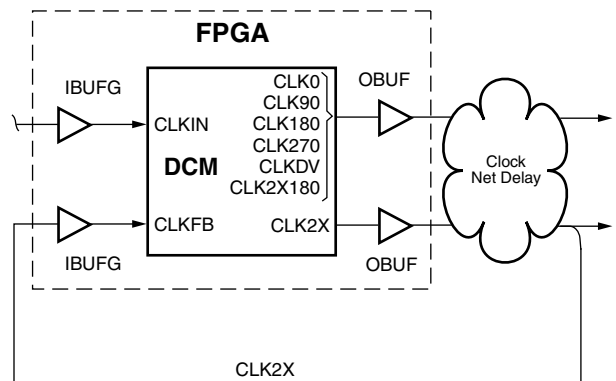 FPGA
IBUFG
CLKIN
DCM
CLK0
CLK90
CLK180
CLK270
CLKDV
CLK2X180
OBUF
Clock
Net Delay
CLKFB
CLK2X
IBUFG
OBUF
CLK2X